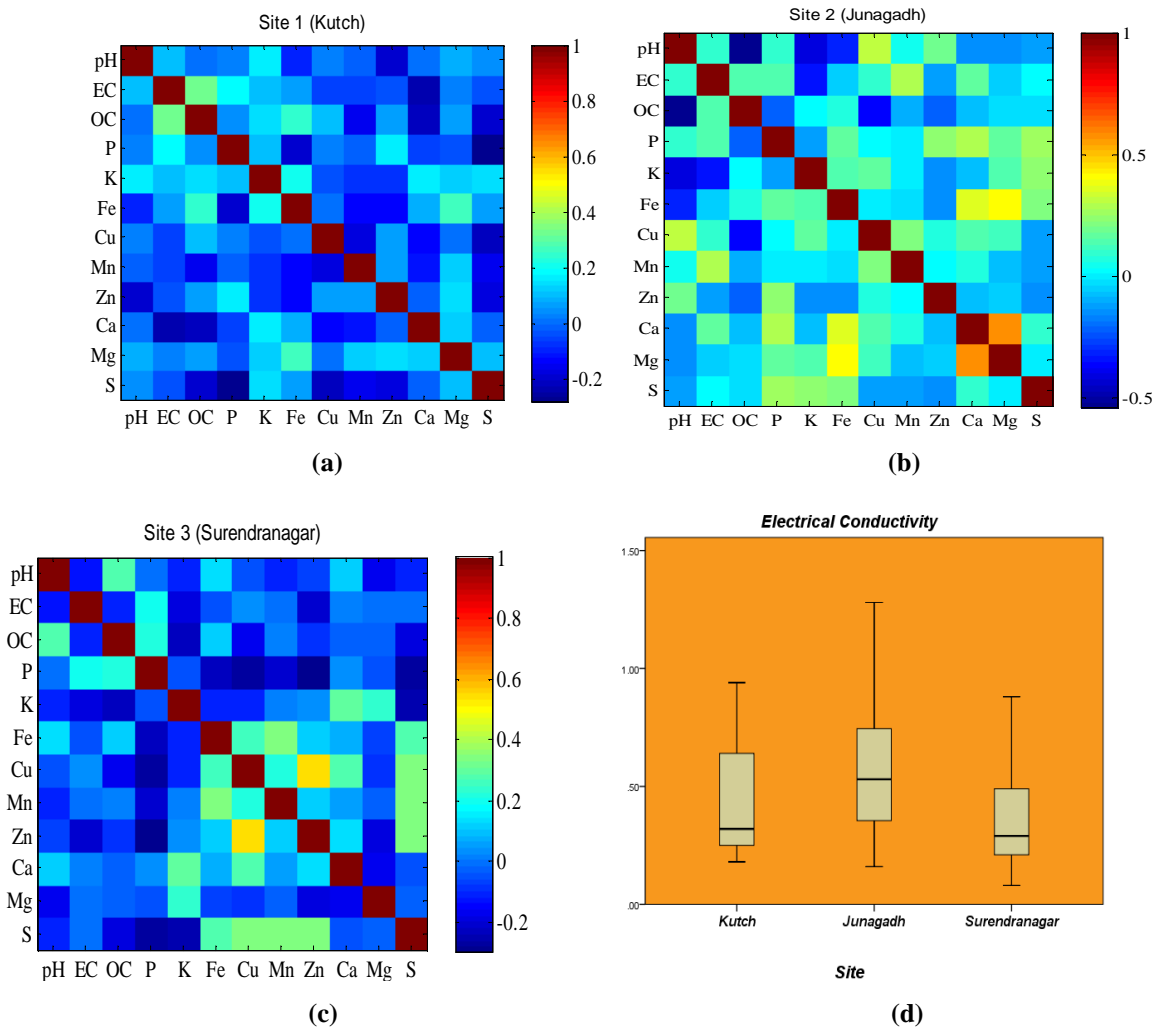 Site 1 (Kutch)
pH
EC
OC
P
K
Fe
Cu
Mn
Zn
Ca
Mg
S
pH EC OC P K Fe Cu Mn Zn Ca Mg S
1
0.8
0.6
0.4
0.2
0
-0.2
(a)
Site 2 (Junagadh)
pH
EC
OC
P
K
Fe
Cu
Mn
Zn
Ca
Mg
S
pH EC OC P K Fe Cu Mn Zn Ca Mg S
1
0.5
0
-0.5
(b)
Site 3 (Surendranagar)
pH
EC
OC
P
K
Fe
Cu
Mn
Zn
Ca
Mg
S
pH EC OC P K Fe Cu Mn Zn Ca Mg S
1
0.8
0.6
0.4
0.2
0
-0.2
(c)
Electrical Conductivity
1.50
1.00
.50
.00
Kutch Junagadh Surendranagar
Site
(d)